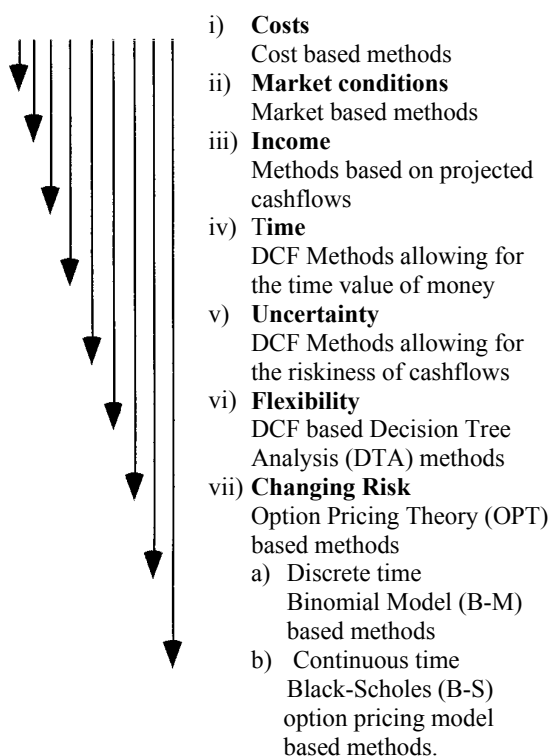 i) Costs
Cost based methods
ii) Market conditions
Market based methods
iii) Income
Methods based on projected
cashflows
iv) Time
DCF Methods allowing for
the time value of money
v) Uncertainty
DCF Methods allowing for
the riskiness of cashflows
vi) Flexibility
DCF based Decision Tree
Analysis (DTA) methods
vii) Changing Risk
Option Pricing Theory (OPT)
based methods
a) Discrete time
Binomial Model (B-M)
based methods
b) Continuous time
Black-Scholes (B-S)
option pricing model
based methods.